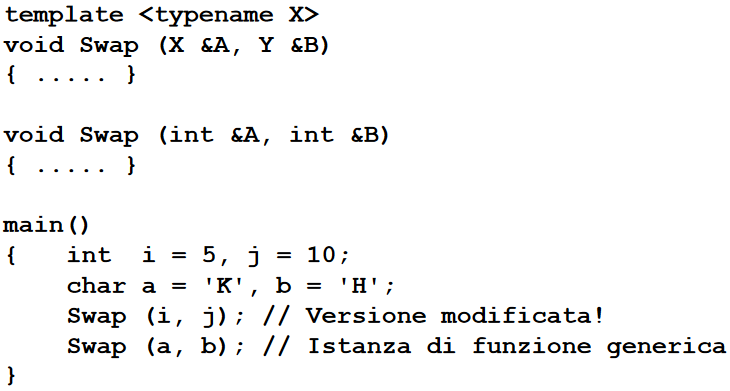 template <typename X>
void Swap (X &A, Y &B)
{ ..... }
void Swap (int &A, int &B)
{ ..... }
main()
{   int  i = 5, j = 10;
    char a = 'K', b = 'H';
    Swap (i, j); // Versione modificata!
    Swap (a, b); // Istanza di funzione generica
}